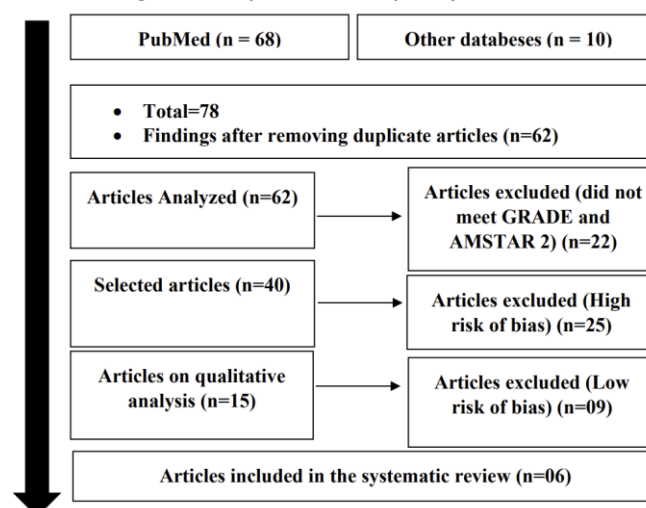 PubMed (n = 68)
Other databeses (n = 10)
• Total=78
• Findings after removing duplicate articles (n=62)
Articles Analyzed (n=62)
Articles excluded (did not
meet GRADE and
AMSTAR 2) (n=22)
Selected articles (n=40)
Articles excluded (High
risk of bias) (n=25)
Articles on qualitative
analysis (n=15)
Articles excluded (Low
risk of bias) (n=09)
Articles included in the systematic review (n=06)